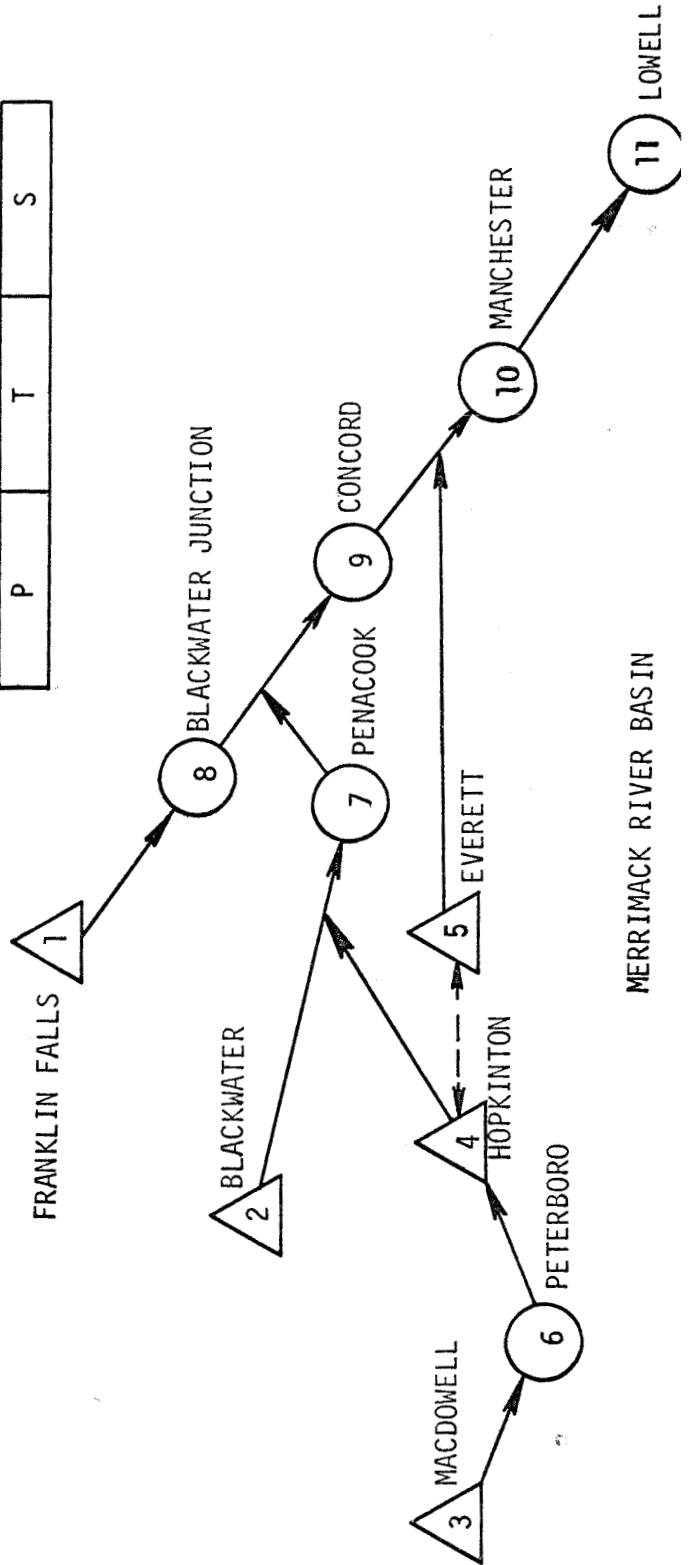 P T S
1
FRANKLIN FALLS
8
BLACKWATER JUNCTION
2
BLACKWATER
7
PENACOOK
9
CONCORD
3
MACDOWELL
6
PETERBORO
4
HOPKINTON
5
EVERETT
10
MANCHESTER
11
LOWELL
MERRIMACK RIVER BASIN